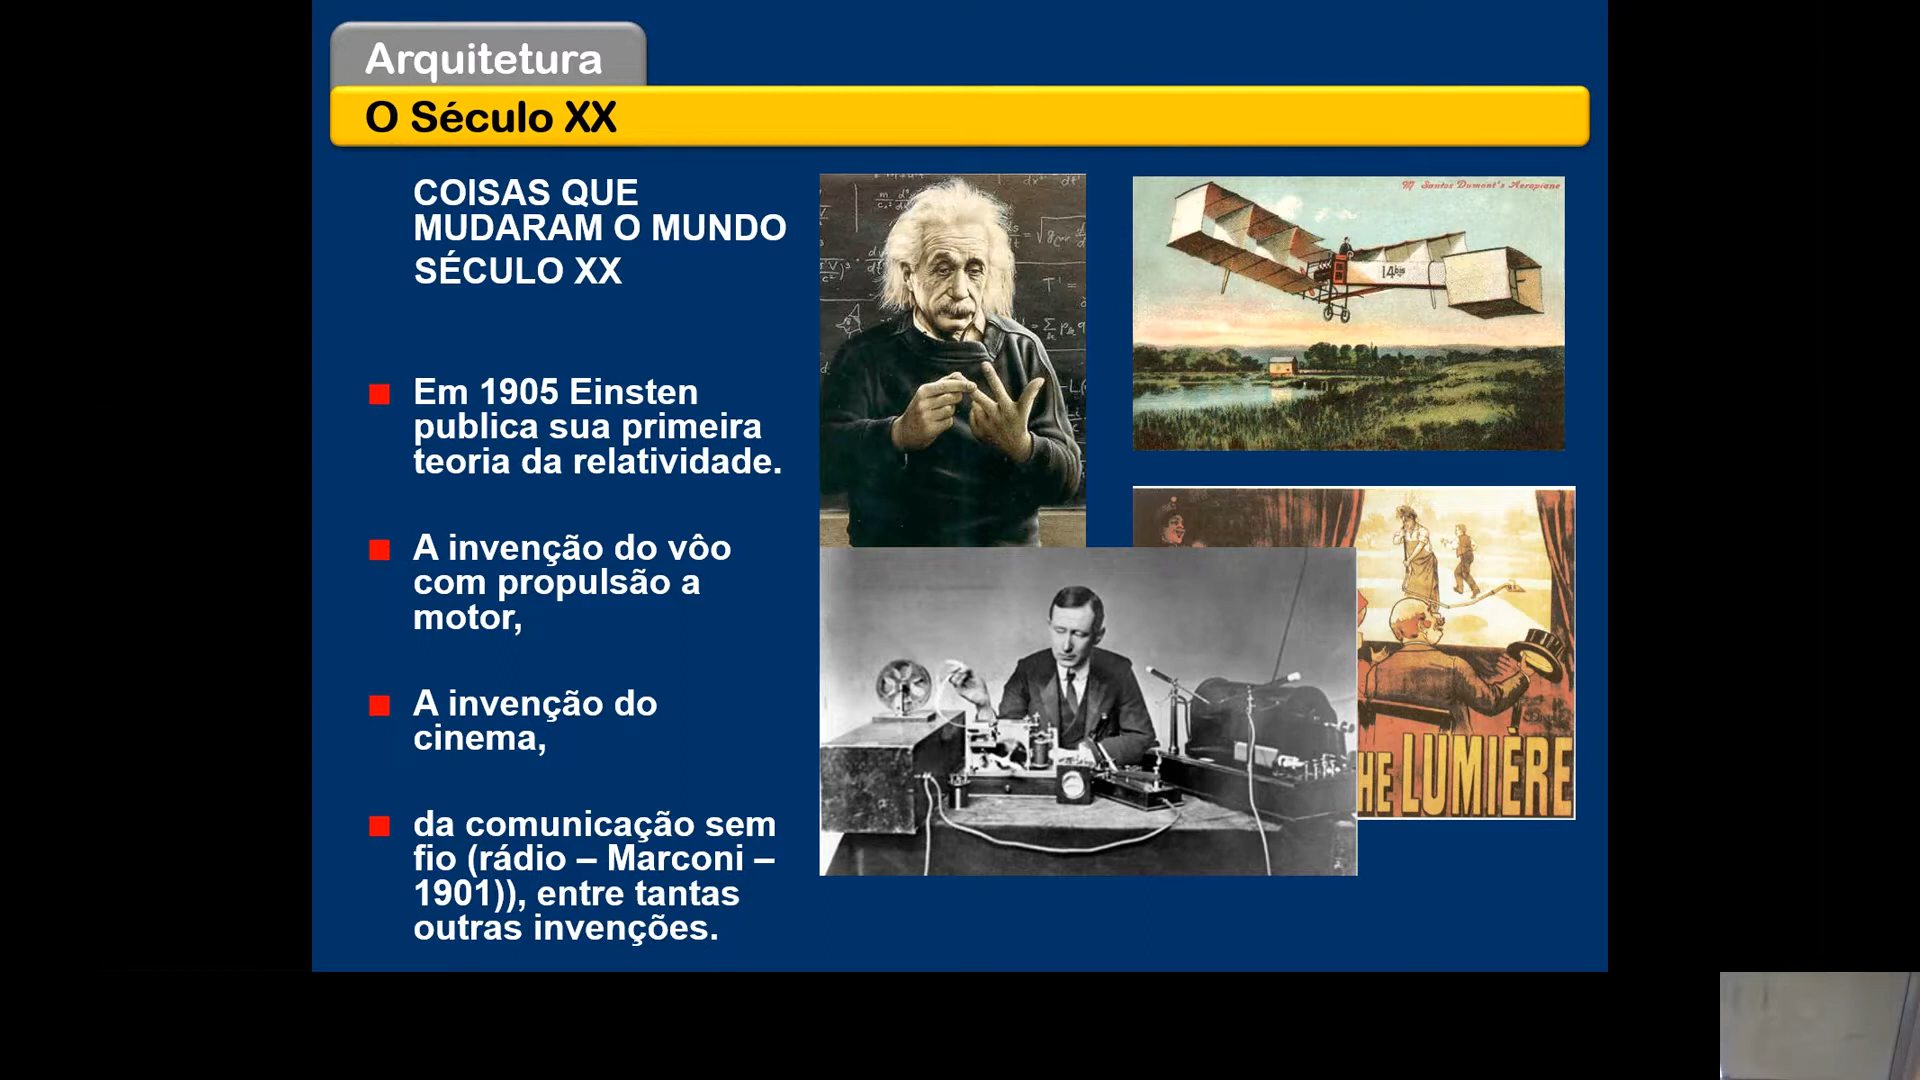 Arquitetura
O Século XX
COISAS QUE
MUDARAM O MUNDO
SÉCULO XX
Em 1905 Einsten
publica sua primeira
teoria da relatividade.
A invenção do vôo
com propulsão a
motor,
A invenção do
cinema,
da comunicação sem
fio (rádio – Marconi –
1901)), entre tantas
outras invenções.
M Santos Dumont's Aeroplane
14bis
HE LUMIÈRE